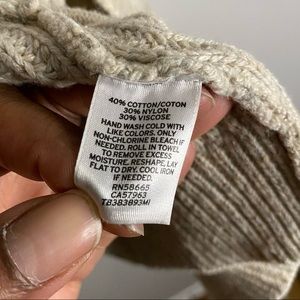 40% COTTON/COTON
30% NYLON
30% VISCOSE
HAND WASH COLD WITH
LIKE COLORS. ONLY
NON-CHLORINE BLEACH IF
NEEDED. ROLL IN TOWEL
TO REMOVE EXCESS
MOISTURE. RESHAPE, LAY
FLAT TO DRY. COOL IRON
IF NEEDED.
RN58665
CA57963
TB3B3893MI